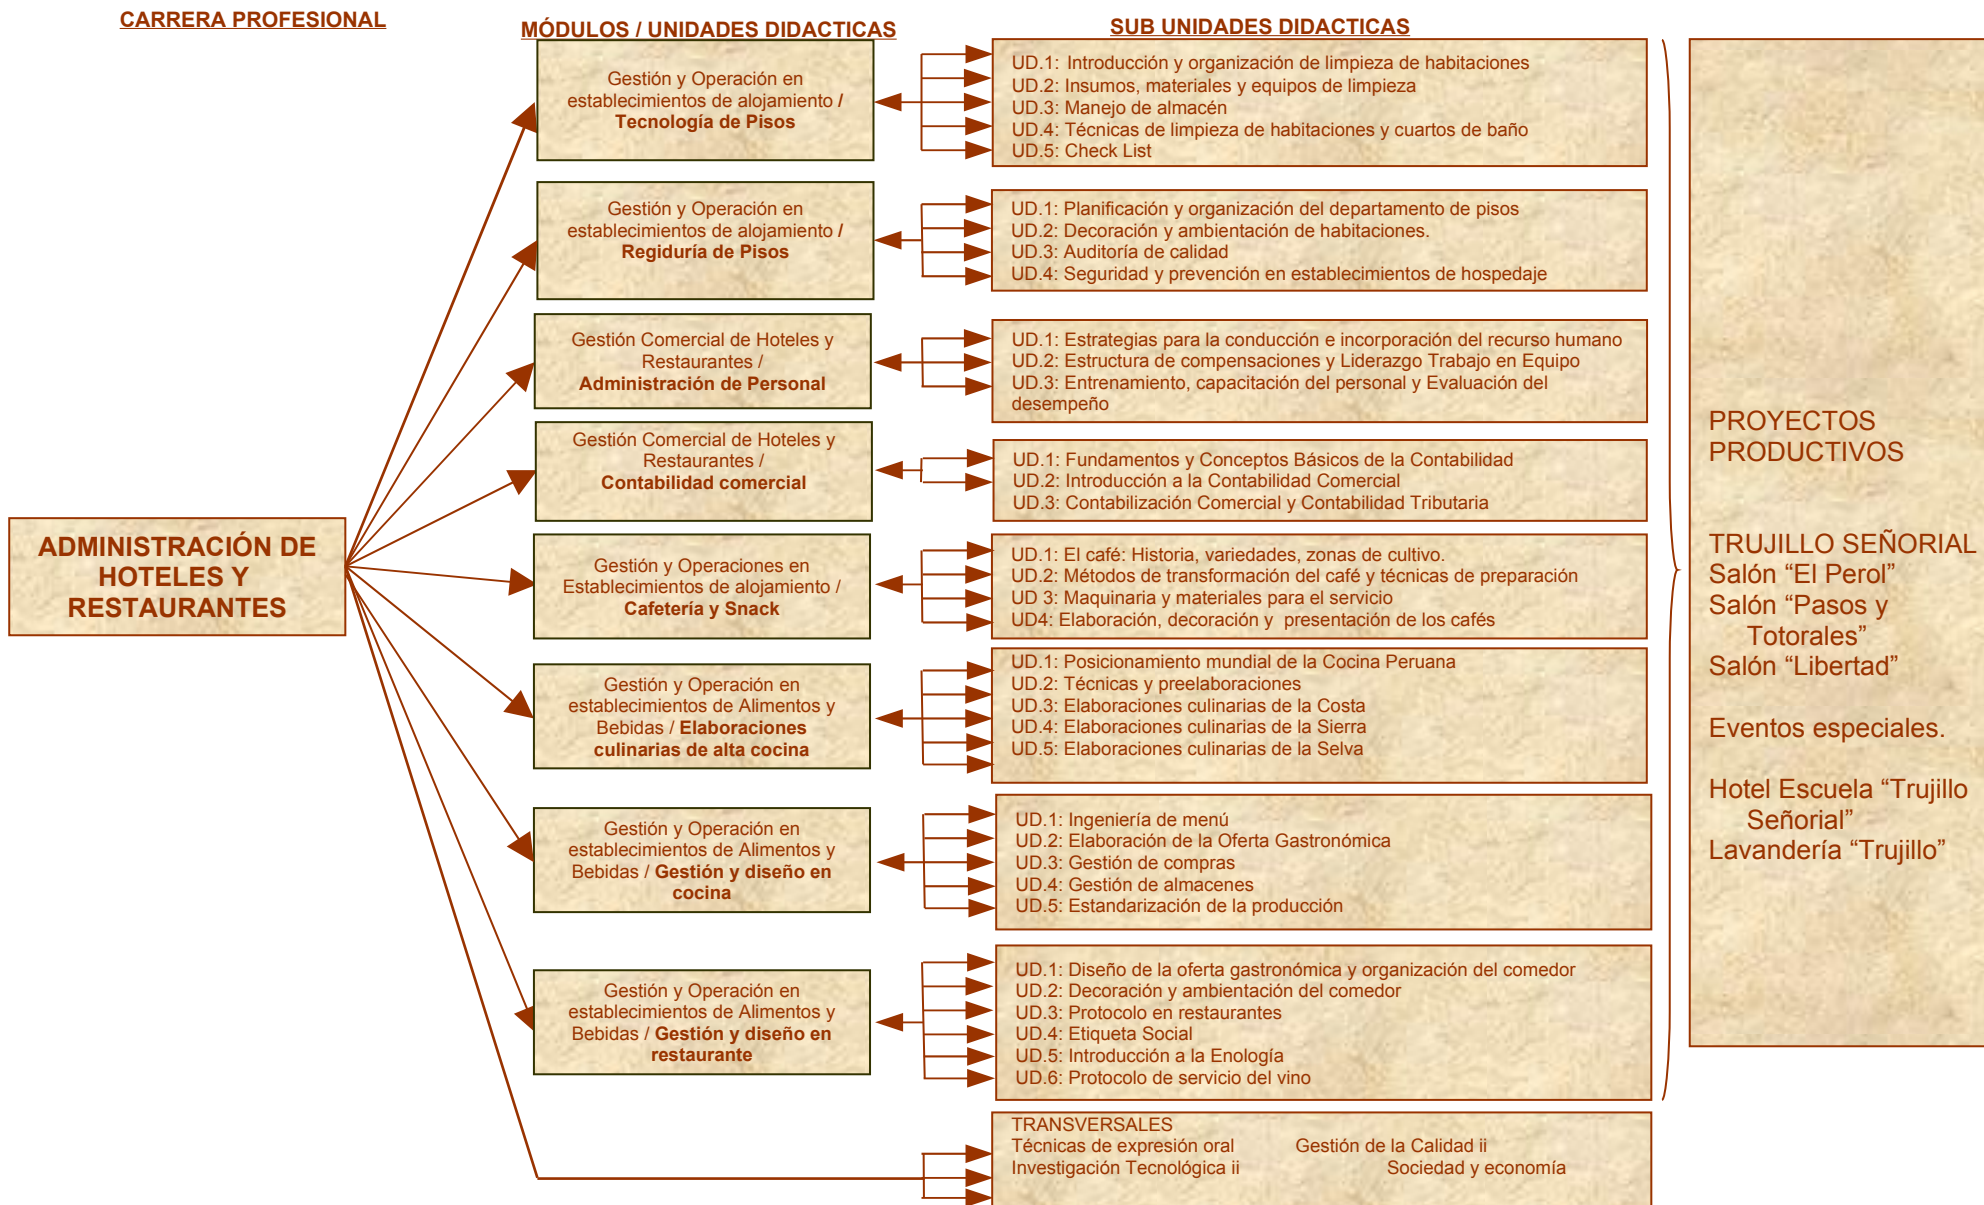 CARRERA PROFESIONAL
MÓDULOS / UNIDADES DIDACTICAS
SUB UNIDADES DIDACTICAS
ADMINISTRACIÓN DE
HOTELES Y
RESTAURANTES
Gestión y Operación en
establecimientos de alojamiento /
Tecnología de Pisos
UD.1: Introducción y organización de limpieza de habitaciones
UD.2: Insumos, materiales y equipos de limpieza
UD.3: Manejo de almacén
UD.4: Técnicas de limpieza de habitaciones y cuartos de baño
UD.5: Check List
Gestión y Operación en
establecimientos de alojamiento /
Regiduría de Pisos
UD.1: Planificación y organización del departamento de pisos
UD.2: Decoración y ambientación de habitaciones.
UD.3: Auditoría de calidad
UD.4: Seguridad y prevención en establecimientos de hospedaje
Gestión Comercial de Hoteles y
Restaurantes /
Administración de Personal
UD.1: Estrategias para la conducción e incorporación del recurso humano
UD.2: Estructura de compensaciones y Liderazgo Trabajo en Equipo
UD.3: Entrenamiento, capacitación del personal y Evaluación del
desempeño
Gestión Comercial de Hoteles y
Restaurantes /
Contabilidad comercial
UD.1: Fundamentos y Conceptos Básicos de la Contabilidad
UD.2: Introducción a la Contabilidad Comercial
UD.3: Contabilización Comercial y Contabilidad Tributaria
Gestión y Operaciones en
Establecimientos de alojamiento /
Cafetería y Snack
UD.1: El café: Historia, variedades, zonas de cultivo.
UD.2: Métodos de transformación del café y técnicas de preparación
UD 3: Maquinaria y materiales para el servicio
UD4: Elaboración, decoración y presentación de los cafés
Gestión y Operación en
establecimientos de Alimentos y
Bebidas / Elaboraciones
culinarias de alta cocina
UD.1: Posicionamiento mundial de la Cocina Peruana
UD.2: Técnicas y preelaboraciones
UD.3: Elaboraciones culinarias de la Costa
UD.4: Elaboraciones culinarias de la Sierra
UD.5: Elaboraciones culinarias de la Selva
Gestión y Operación en
establecimientos de Alimentos y
Bebidas / Gestión y diseño en
cocina
UD.1: Ingeniería de menú
UD.2: Elaboración de la Oferta Gastronómica
UD.3: Gestión de compras
UD.4: Gestión de almacenes
UD.5: Estandarización de la producción
Gestión y Operación en
establecimientos de Alimentos y
Bebidas / Gestión y diseño en
restaurante
UD.1: Diseño de la oferta gastronómica y organización del comedor
UD.2: Decoración y ambientación del comedor
UD.3: Protocolo en restaurantes
UD.4: Etiqueta Social
UD.5: Introducción a la Enología
UD.6: Protocolo de servicio del vino
TRANSVERSALES
Técnicas de expresión oral Gestión de la Calidad ii
Investigación Tecnológica ii Sociedad y economía
PROYECTOS
PRODUCTIVOS
TRUJILLO SEÑORIAL
Salón “El Perol”
Salón “Pasos y
Totorales”
Salón “Libertad”
Eventos especiales.
Hotel Escuela “Trujillo
Señorial”
Lavandería “Trujillo”